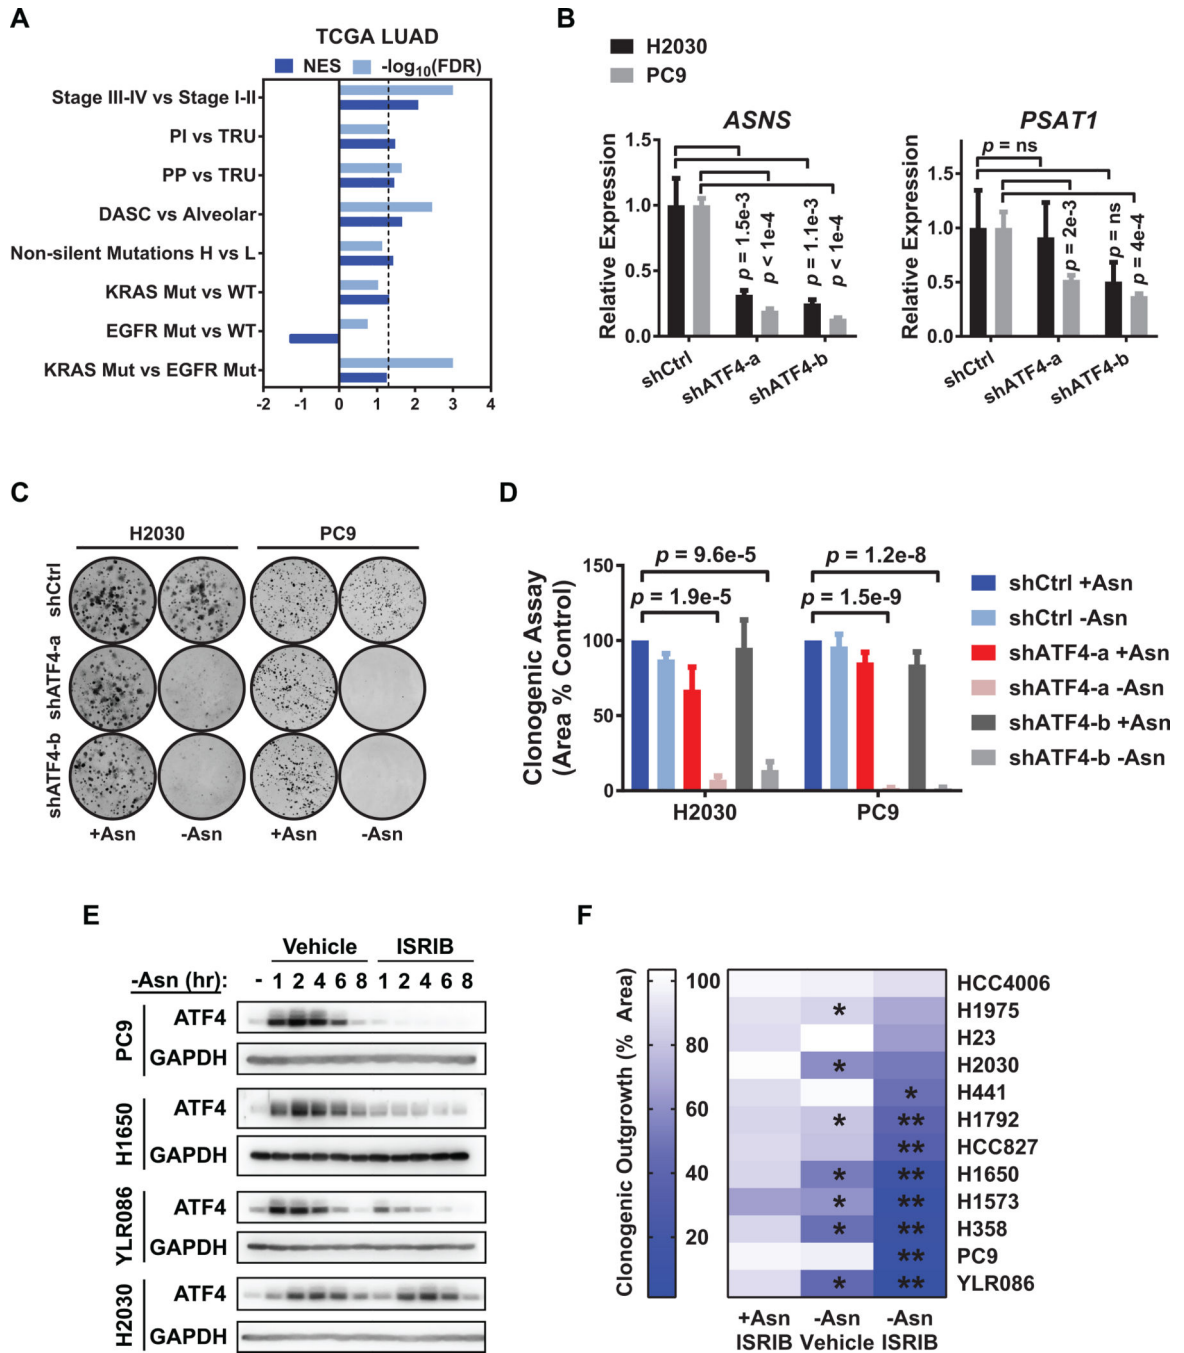 A
TCGA LUAD
NES -log10(FDR)
Stage III-IV vs Stage I-II
PI vs TRU
PP vs TRU
DASC vs Alveolar
Non-silent Mutations H vs L
KRAS Mut vs WT
EGFR Mut vs WT
KRAS Mut vs EGFR Mut
-2 -1 0 1 2 3 4
B
H2030
PC9
ASNS
Relative Expression
1.5
1.0
0.5
0.0
p = 1.5e-3
p < 1e-4
p = 1.1e-3
p < 1e-4
shCtrl
shATF4-a
shATF4-b
PSAT1
Relative Expression
1.5
1.0
0.5
0.0
p = ns
p = 2e-3
p = ns
p = 4e-4
shCtrl
shATF4-a
shATF4-b
C
H2030 PC9
shCtrl
shATF4-a
shATF4-b
+Asn -Asn +Asn -Asn
D
Clonogenic Assay
(Area % Control)
150
100
50
0
p = 9.6e-5
p = 1.9e-5
p = 1.2e-8
p = 1.5e-9
H2030 PC9
shCtrl +Asn
shCtrl -Asn
shATF4-a +Asn
shATF4-a -Asn
shATF4-b +Asn
shATF4-b -Asn
E
Vehicle ISRIB
-Asn (hr): - 1 2 4 6 8 1 2 4 6 8
PC9
ATF4
GAPDH
H1650
ATF4
GAPDH
YLR086
ATF4
GAPDH
H2030
ATF4
GAPDH
F
Clonogenic Outgrowth (% Area)
100
80
60
40
20
HCC4006
* H1975
H23
* H2030
* H441
* ** H1792
** HCC827
* ** H1650
* ** H1573
* ** H358
** PC9
* ** YLR086
+Asn -Asn -Asn
ISRIB Vehicle ISRIB